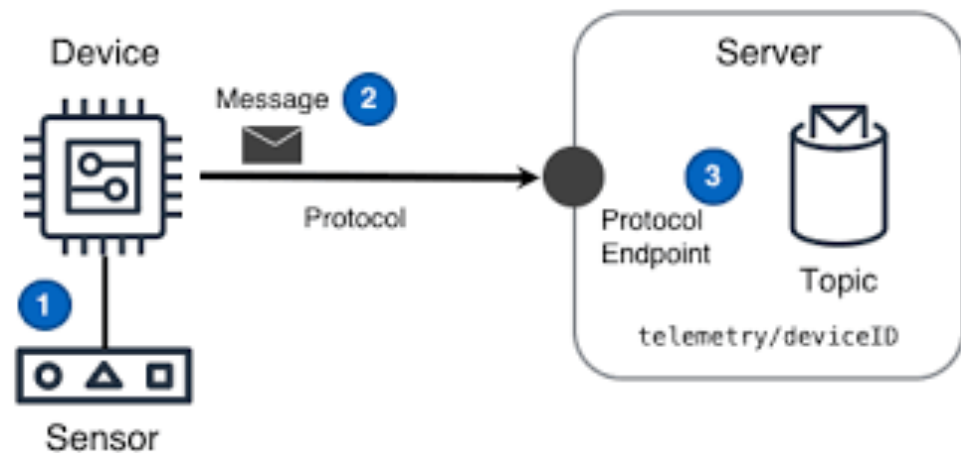 Device
Server
Message
2
3
Protocol
Protocol
Endpoint
Topic
1
telemetry/deviceID
Sensor